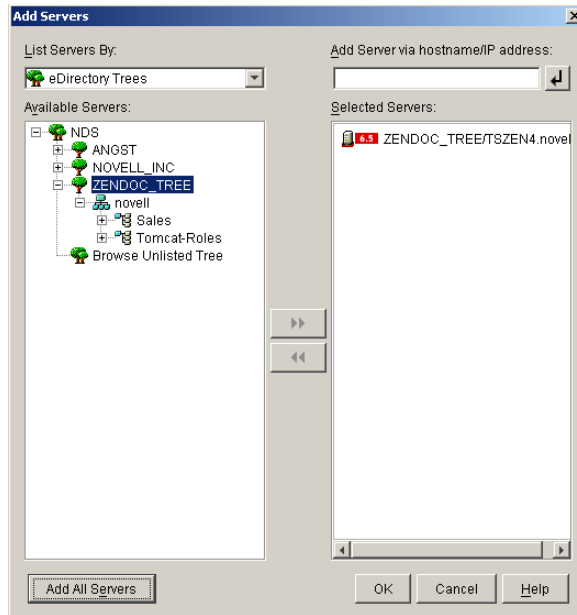 Add Servers
List Servers By:
eDirectory Trees
Add Server via hostname/IP address:
Available Servers:
NDS
ANGST
NOVELL_INC
ZENDOC_TREE
novell
Sales
Tomcat-Roles
Browse Unlisted Tree
Selected Servers:
6.5 ZENDOC_TREE/TSZEN4.novel
Add All Servers
OK
Cancel
Help